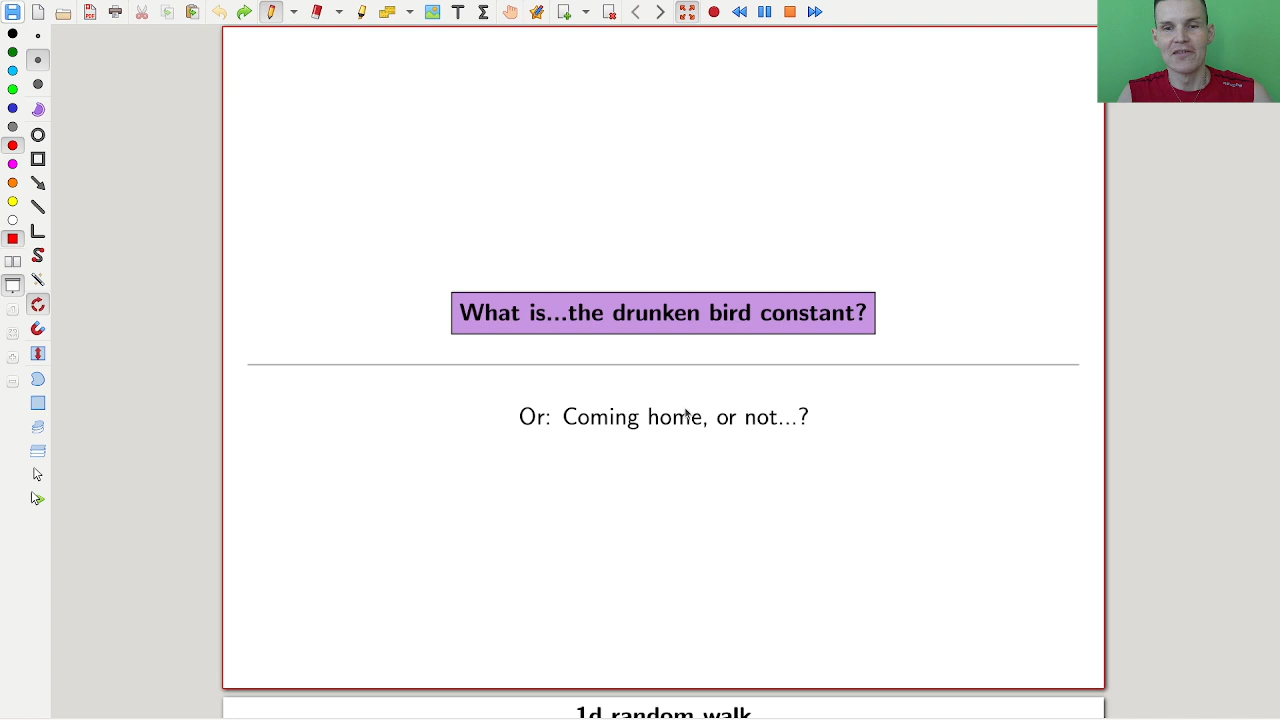 What is...the drunken bird constant?
Or: Coming home, or not...?
1d random walk